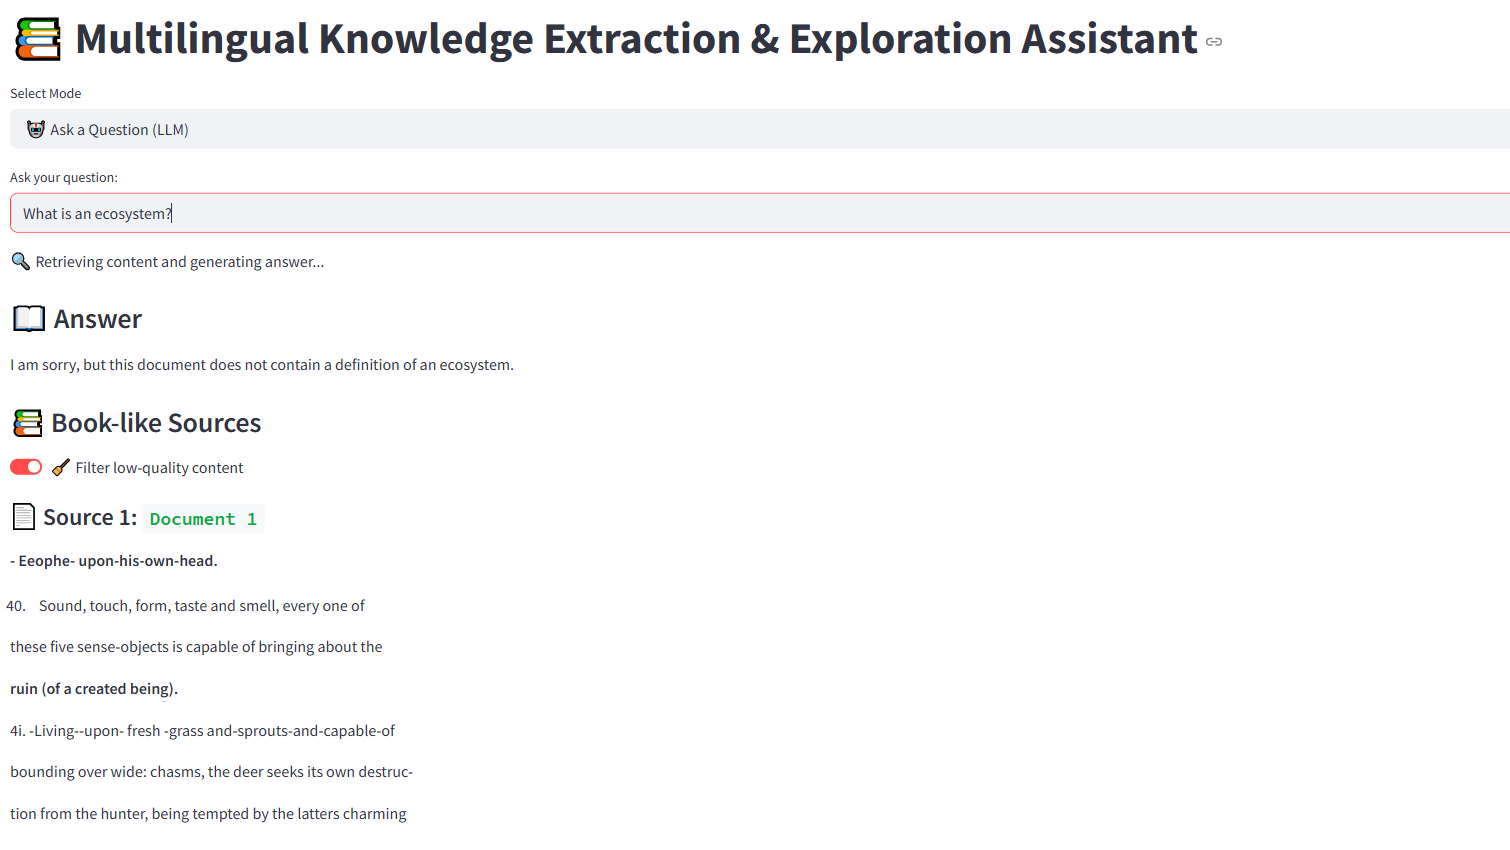 Multilingual Knowledge Extraction & Exploration Assistant
Select Mode
Ask a Question (LLM)
Ask your question:
What is an ecosystem?
Retrieving content and generating answer...
Answer
I am sorry, but this document does not contain a definition of an ecosystem.
Book-like Sources
Filter low-quality content
Source 1: Document 1
- Eeophe- upon-his-own-head.
40. Sound, touch, form, taste and smell, every one of
these five sense-objects is capable of bringing about the
ruin (of a created being).
4i. -Living--upon- fresh -grass and-sprouts-and-capable-of
bounding over wide: chasms, the deer seeks its own destruc-
tion from the hunter, being tempted by the latters charming